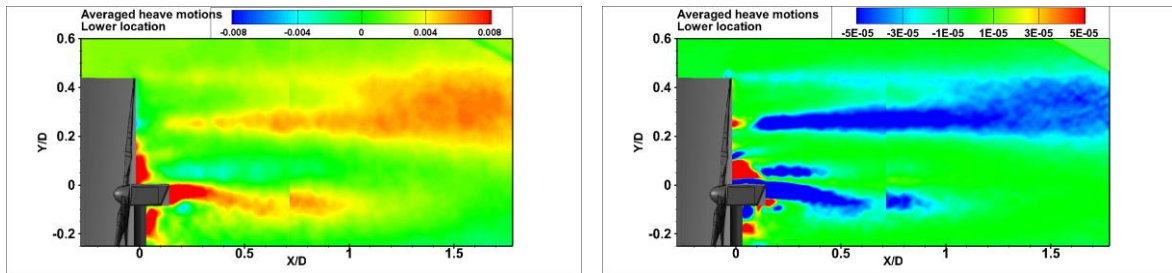 Averaged heave motions
Lower location
-0.008 -0.004 0 0.004 0.008
0.6
0.4
0.2
0
-0.2
Y/D
0 0.5 1 1.5
X/D
Averaged heave motions
Lower location
-5E-05 -3E-05 -1E-05 1E-05 3E-05 5E-05
0.6
0.4
0.2
0
-0.2
Y/D
0 0.5 1 1.5
X/D